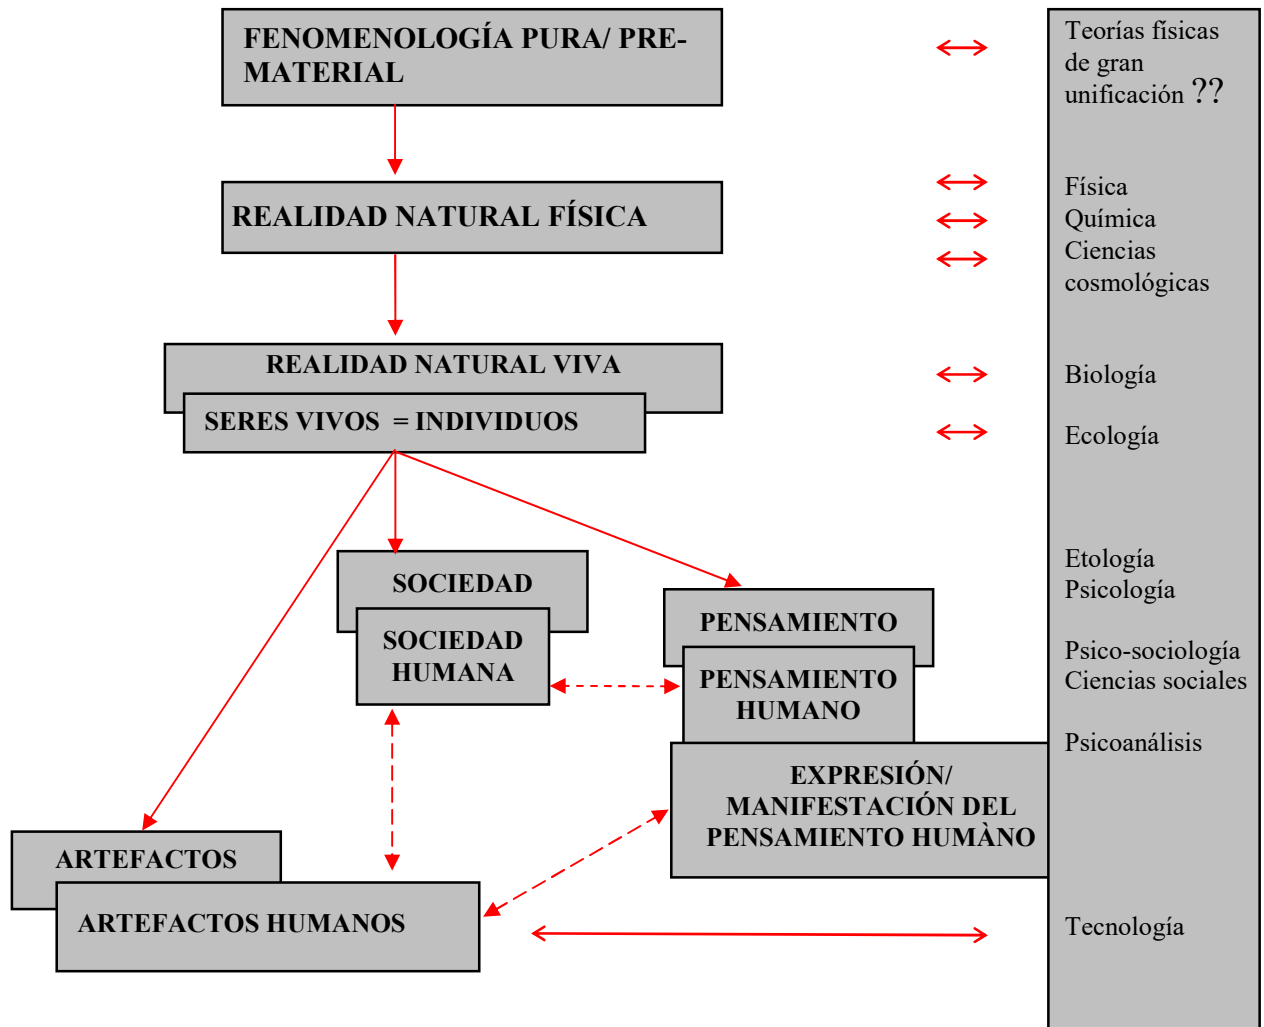 FENOMENOLOGÍA PURA/ PRE-
MATERIAL
Teorías físicas
de gran
unificación ??
REALIDAD NATURAL FÍSICA
Física
Química
Ciencias
cosmológicas
REALIDAD NATURAL VIVA
SERES VIVOS = INDIVIDUOS
Biología
Ecología
SOCIEDAD
SOCIEDAD
HUMANA
PENSAMIENTO
PENSAMIENTO
HUMANO
EXPRESIÓN/
MANIFESTACIÓN DEL
PENSAMIENTO HUMÀNO
Etología
Psicología
Psico-sociología
Ciencias sociales
Psicoanálisis
ARTEFACTOS
ARTEFACTOS HUMANOS
Tecnología